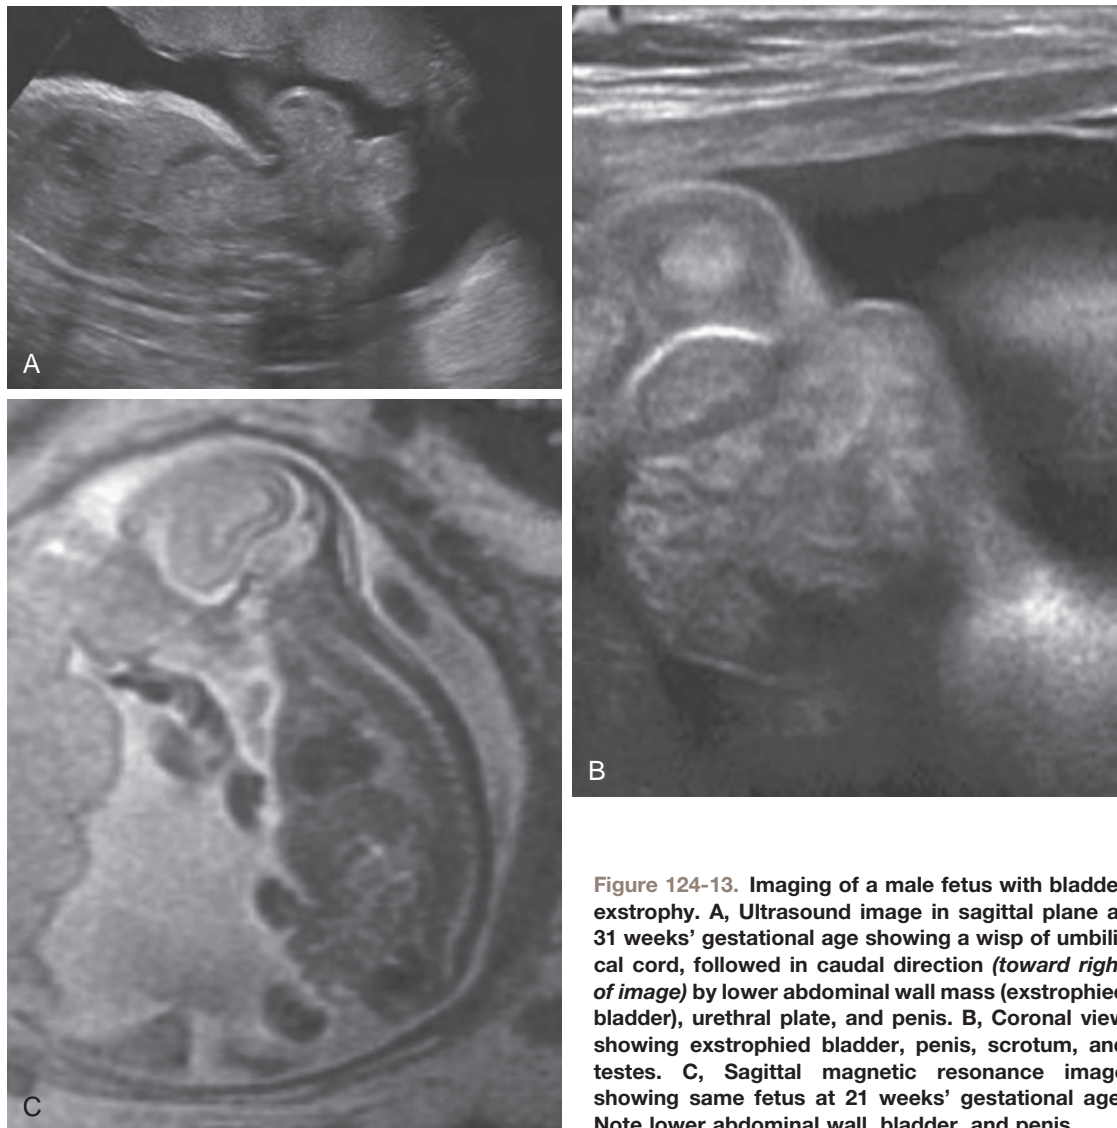 A
B
C
Figure 124-13. Imaging of a male fetus with bladde
exstrophy. A, Ultrasound image in sagittal plane a
31 weeks' gestational age showing a wisp of umbili
cal cord, followed in caudal direction (toward righ
of image) by lower abdominal wall mass (exstrophied
bladder), urethral plate, and penis. B, Coronal view
showing exstrophied bladder, penis, scrotum, and
testes. C, Sagittal magnetic resonance image
showing same fetus at 21 weeks' gestational age
Note lower abdominal wall, bladder, and penis